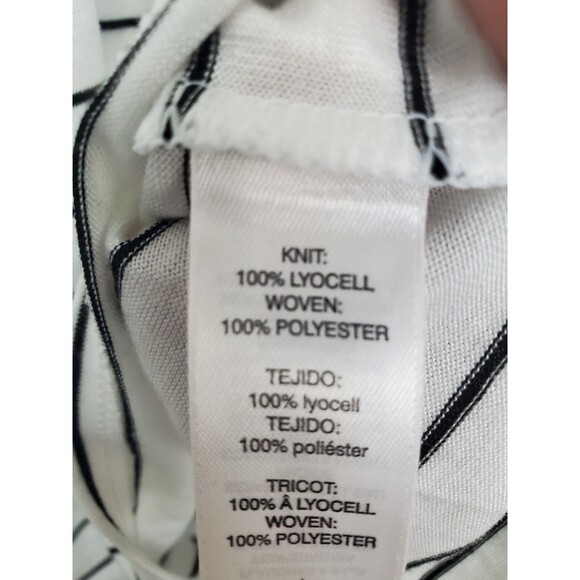 KNIT:
100% LYOCELL
WOVEN:
100% POLYESTER
TEJIDO:
100% lyocell
TEJIDO:
100% poliéster
TRICOT:
100% Â LYOCELL
WOVEN:
100% POLYESTER